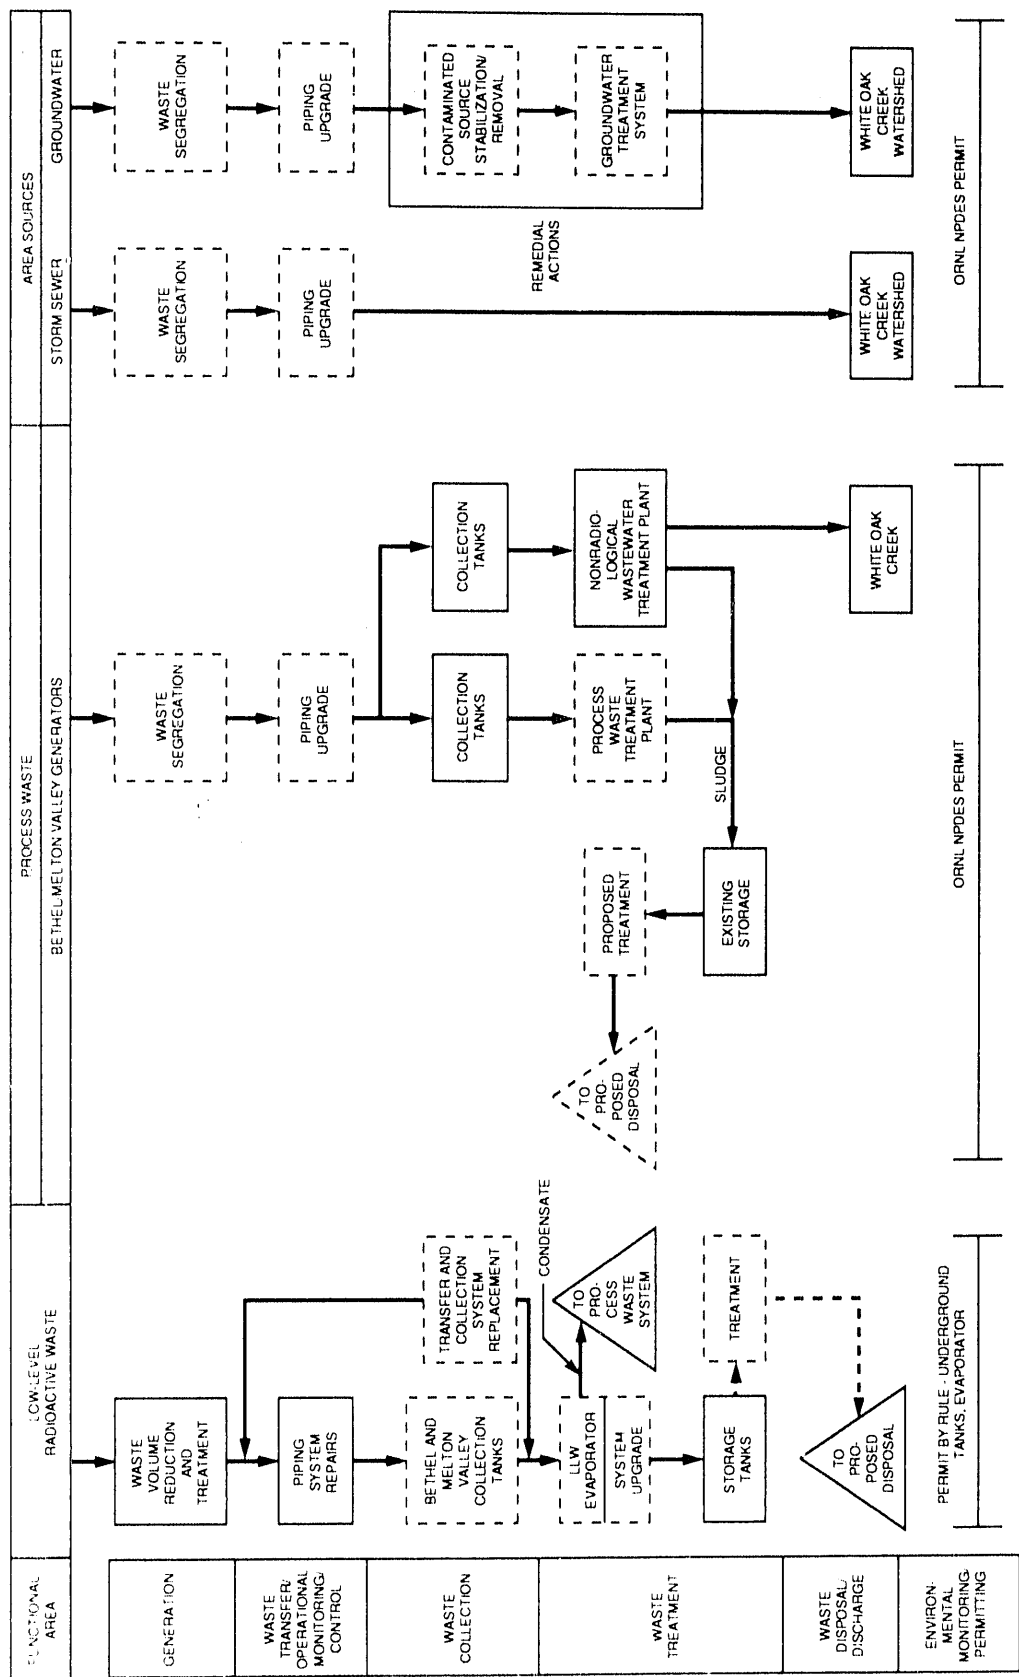 FUNCTIONAL
AREA
LOW-LEVEL
RADIOACTIVE WASTE
PROCESS WASTE
BETHEL/MELTON VALLEY GENERATORS
AREA SOURCES
STORM SEWER
GROUNDWATER
GENERATION
WASTE
VOLUME
REDUCTION
AND
TREATMENT
WASTE
SEGREGATION
WASTE
SEGREGATION
WASTE
SEGREGATION
WASTE
TRANSFER/
OPERATIONAL
MONITORING/
CONTROL
PIPING
SYSTEM
REPAIRS
PIPING
UPGRADE
PIPING
UPGRADE
PIPING
UPGRADE
WASTE
COLLECTION
BETHEL AND
MELTON
VALLEY
COLLECTION
TANKS
TRANSFER AND
COLLECTION
SYSTEM
REPLACEMENT
COLLECTION
TANKS
COLLECTION
TANKS
REMEDIAL
ACTIONS
CONTAMINATED
SOURCE
STABILIZATION/
REMOVAL
WASTE
TREATMENT
LLW
EVAPORATOR
SYSTEM
UPGRADE
CONDENSATE
TO
PRO-
CESS
WASTE
SYSTEM
TO
PRO-
POSED
DISPOSAL
PROPOSED
TREATMENT
PROCESS
WASTE
TREATMENT
PLANT
NONRADIO-
LOGICAL
WASTEWATER
TREATMENT PLANT
GROUNDWATER
TREATMENT
SYSTEM
STORAGE
TANKS
TREATMENT
EXISTING
STORAGE
SLUDGE
WASTE
DISPOSAL/
DISCHARGE
TO
PRO-
POSED
DISPOSAL
WHITE OAK
CREEK
WHITE OAK
CREEK
WATERSHED
WHITE OAK
CREEK
WATERSHED
ENVIRON-
MENTAL
MONITORING/
PERMITTING
PERMIT BY RULE - UNDERGROUND
TANKS, EVAPORATOR
ORNL NPDES PERMIT
ORNL NPDES PERMIT